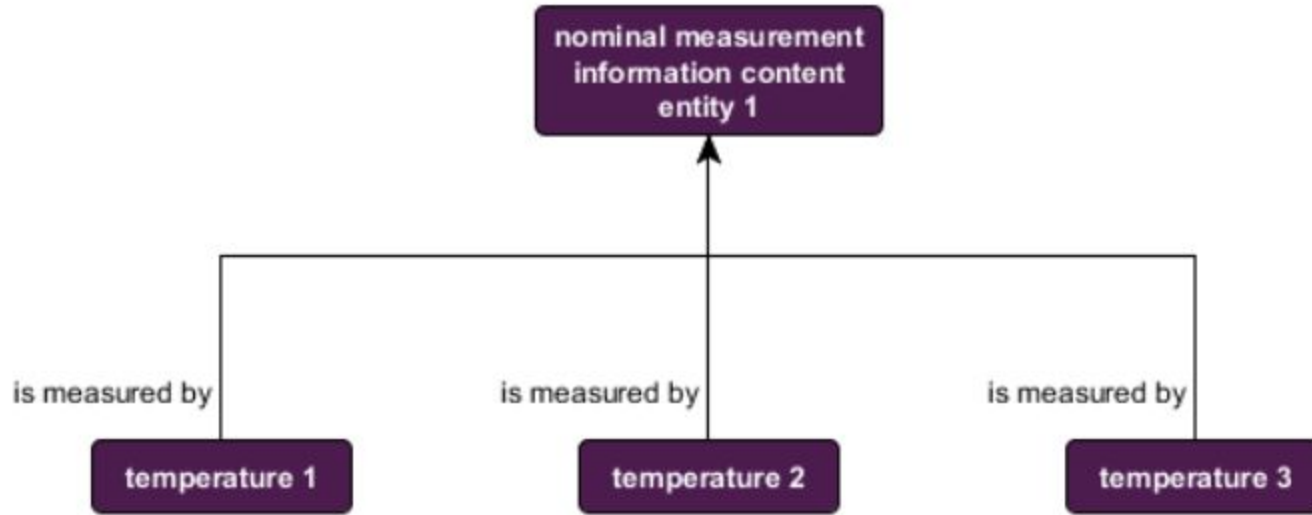 nominal measurement
information content
entity 1
is measured by
is measured by
is measured by
temperature 1
temperature 2
temperature 3